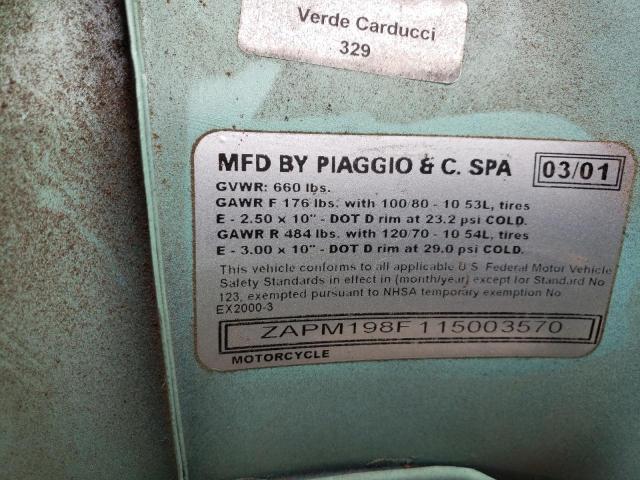 Verde Carducci
329
MFD BY PIAGGIO & C. SPA 03/01
GVWR: 660 lbs.
GAWR F 176 lbs. with 100/80 - 10 53L, tires
E - 2.50 x 10" - DOT D rim at 23.2 psi COLD.
GAWR R 484 lbs. with 120/70 - 10 54L, tires
E - 3.00 x 10" - DOT D rim at 29.0 psi COLD.
This vehicle conforms to all applicable U.S. Federal Motor Vehicle
Safety Standards in effect in (month/year) except for Standard No
123, exempted pursuant to NHSA temporary exemption No
EX2000-3
ZAPM198F115003570
MOTORCYCLE